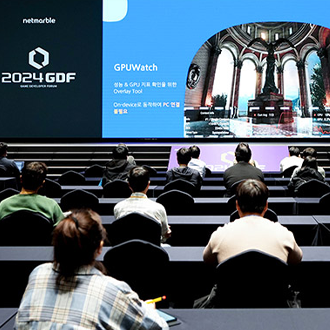 netmarble
2024 GDF
GAME DEVELOPER FORUM
GPUWatch
성능 & GPU 지표 확인을 위한
Overlay Tool
On-device로 동작하여 PC 연결
불필요